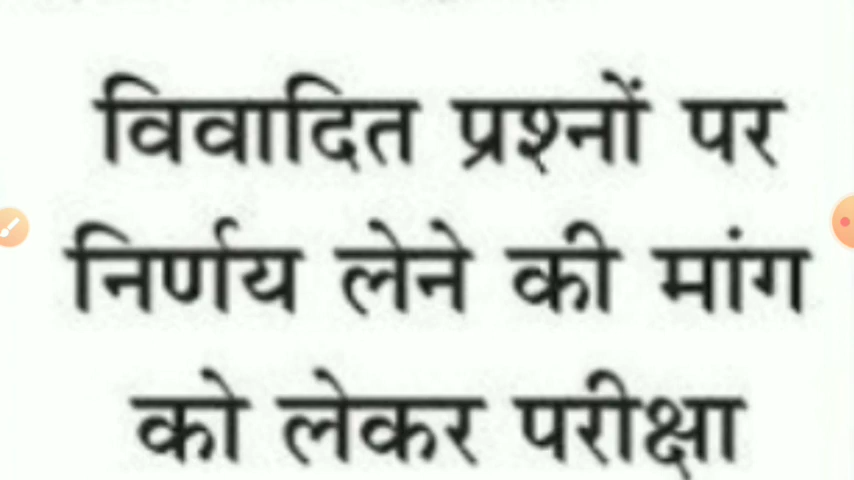 विवादित प्रश्नों पर
निर्णय लेने की मांग
को लेकर परीक्षा